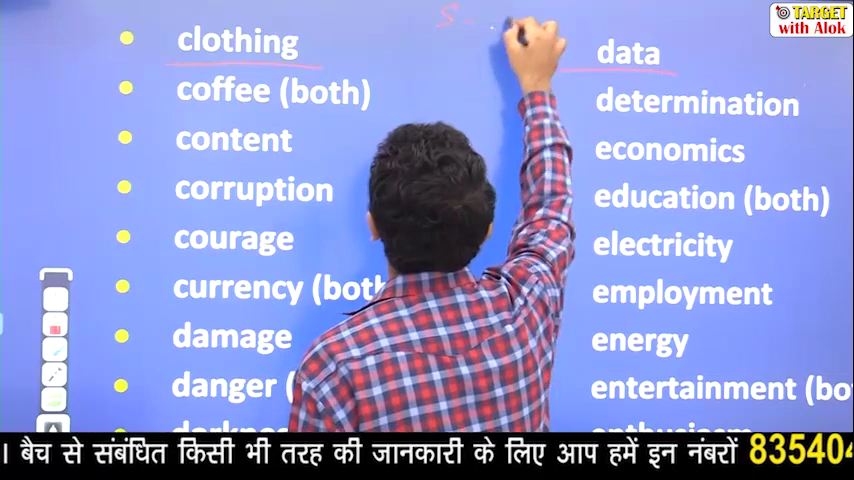 TARGET
with Alok
S-
clothing
coffee (both)
content
corruption
courage
currency (both
damage
danger (
data
determination
economics
education (both)
electricity
employment
energy
entertainment (bo
enthusiasm
। बैच से संबंधित किसी भी तरह की जानकारी के लिए आप हमें इन नंबरों 835404